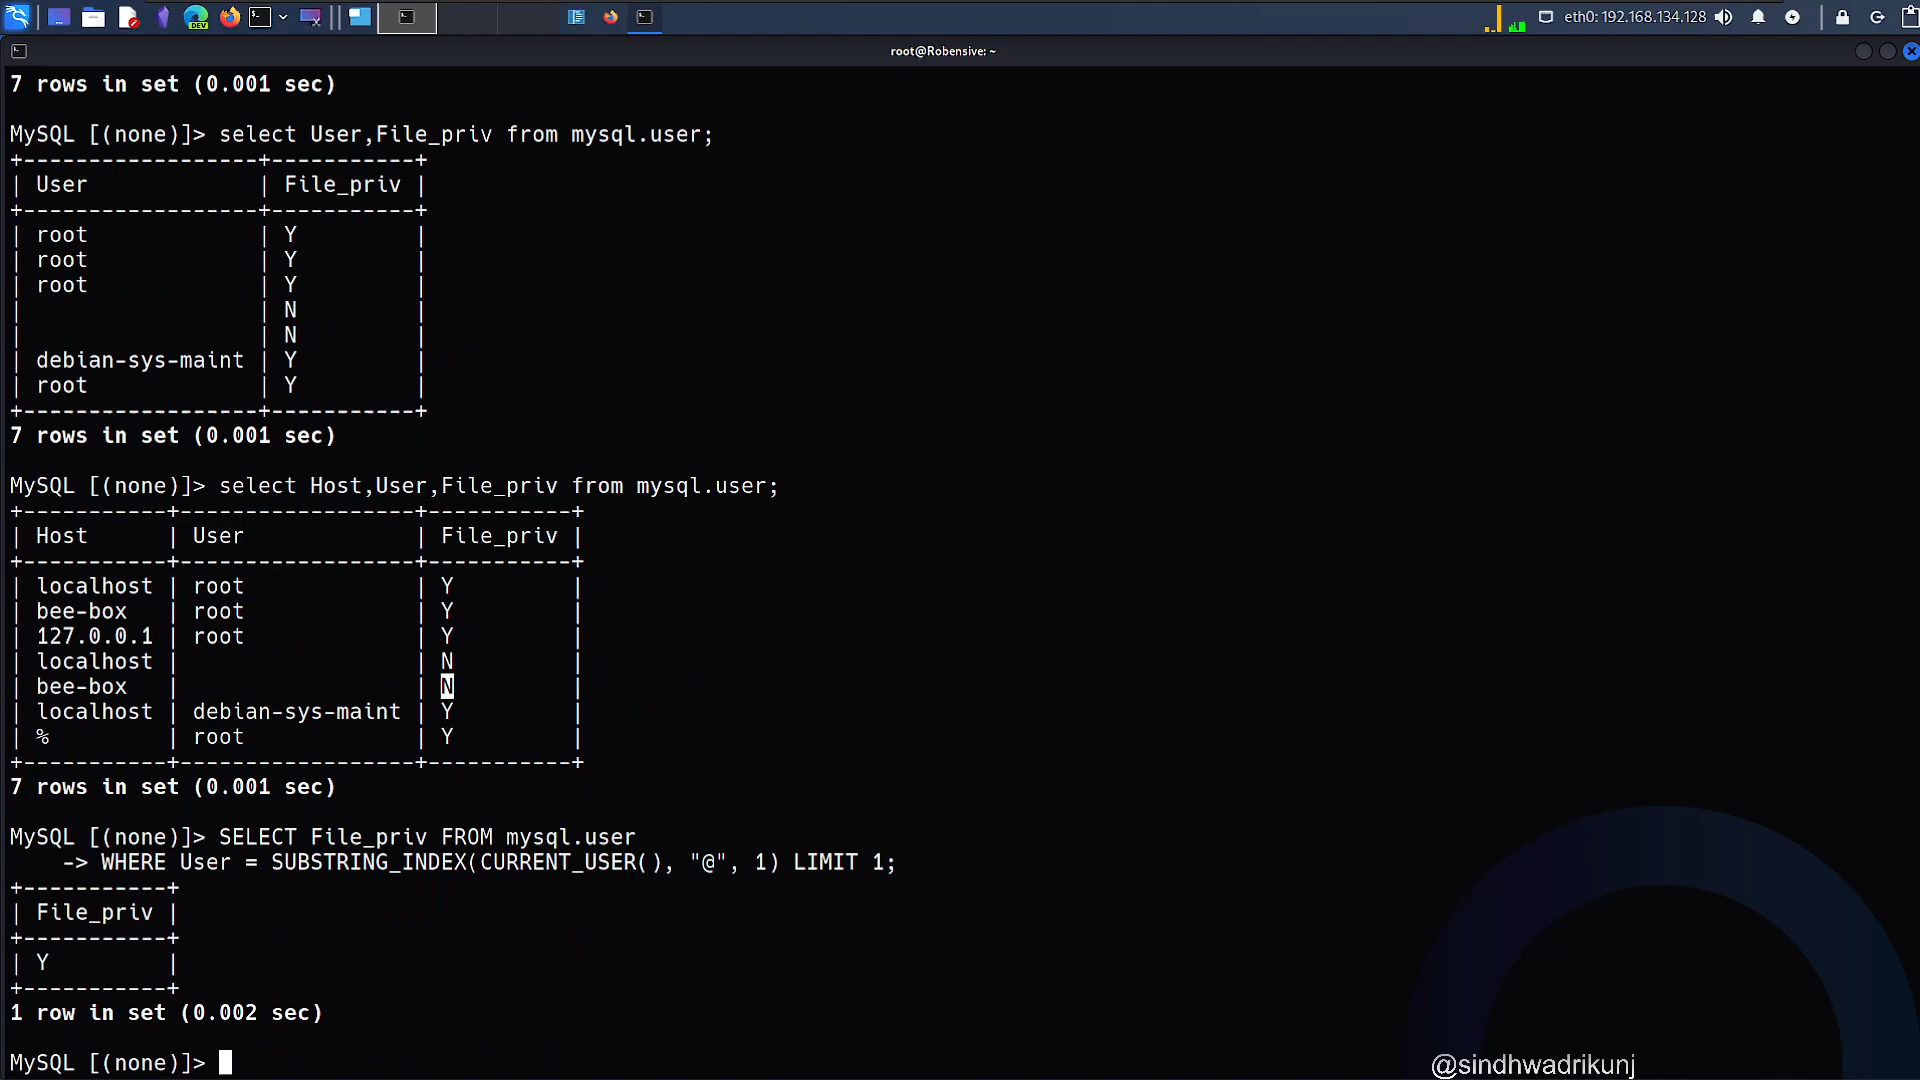 DEV
eth0: 192.168.134.128
root@Robensive: ~
7 rows in set (0.001 sec)
MySQL [(none)]> select User,File_priv from mysql.user;
+------------------+-----------+
| User             | File_priv |
+------------------+-----------+
| root             | Y         |
| root             | Y         |
| root             | Y         |
|                  | N         |
|                  | N         |
| debian-sys-maint | Y         |
| root             | Y         |
+------------------+-----------+
7 rows in set (0.001 sec)
MySQL [(none)]> select Host,User,File_priv from mysql.user;
+-----------+------------------+-----------+
| Host      | User             | File_priv |
+-----------+------------------+-----------+
| localhost | root             | Y         |
| bee-box   | root             | Y         |
| 127.0.0.1 | root             | Y         |
| localhost |                  | N         |
| bee-box   |                  | N         |
| localhost | debian-sys-maint | Y         |
| %         | root             | Y         |
+-----------+------------------+-----------+
7 rows in set (0.001 sec)
MySQL [(none)]> SELECT File_priv FROM mysql.user
    -> WHERE User = SUBSTRING_INDEX(CURRENT_USER(), "@", 1) LIMIT 1;
+-----------+
| File_priv |
+-----------+
| Y         |
+-----------+
1 row in set (0.002 sec)
MySQL [(none)]>
@sindhwadrikunj